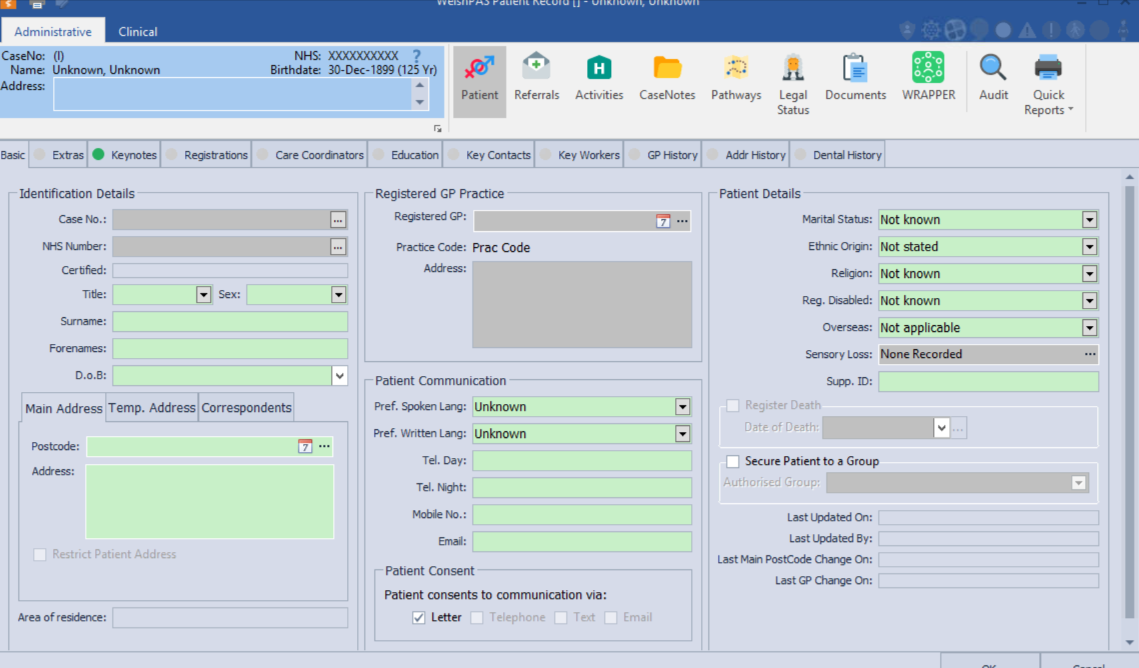 WelshPAS Patient Record [] - Unknown, Unknown
Administrative Clinical
CaseNo: (I) NHS: XXXXXXXXXX ?
Name: Unknown, Unknown Birthdate: 30-Dec-1899 (125 Yr)
Address:
Patient Referrals Activities CaseNotes Pathways Legal Status Documents WRAPPER Audit Quick Reports
Basic Extras Keynotes Registrations Care Coordinators Education Key Contacts Key Workers GP History Addr History Dental History
Identification Details
Case No.: ...
NHS Number: ...
Certified:
Title: Sex:
Surname:
Forenames:
D.o.B:
Main Address Temp. Address Correspondents
Postcode: 7 ...
Address:
Restrict Patient Address
Area of residence:
Registered GP Practice
Registered GP: 7 ...
Practice Code: Prac Code
Address:
Patient Communication
Pref. Spoken Lang: Unknown
Pref. Written Lang: Unknown
Tel. Day:
Tel. Night:
Mobile No.:
Email:
Patient Consent
Patient consents to communication via:
Letter Telephone Text Email
Patient Details
Marital Status: Not known
Ethnic Origin: Not stated
Religion: Not known
Reg. Disabled: Not known
Overseas: Not applicable
Sensory Loss: None Recorded ...
Supp. ID:
Register Death
Date of Death: ...
Secure Patient to a Group
Authorised Group:
Last Updated On:
Last Updated By:
Last Main PostCode Change On:
Last GP Change On:
OK Cancel